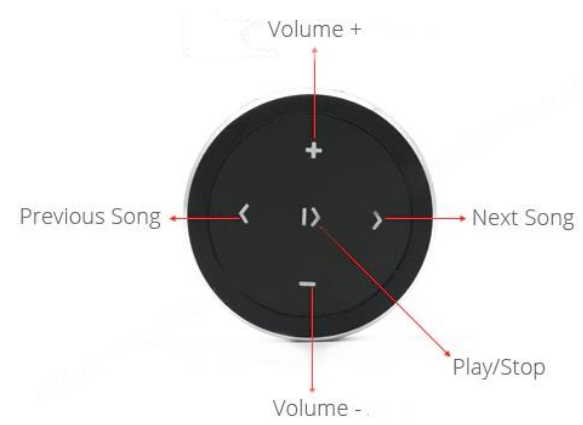 Volume +
Previous Song
Next Song
Play/Stop
Volume -